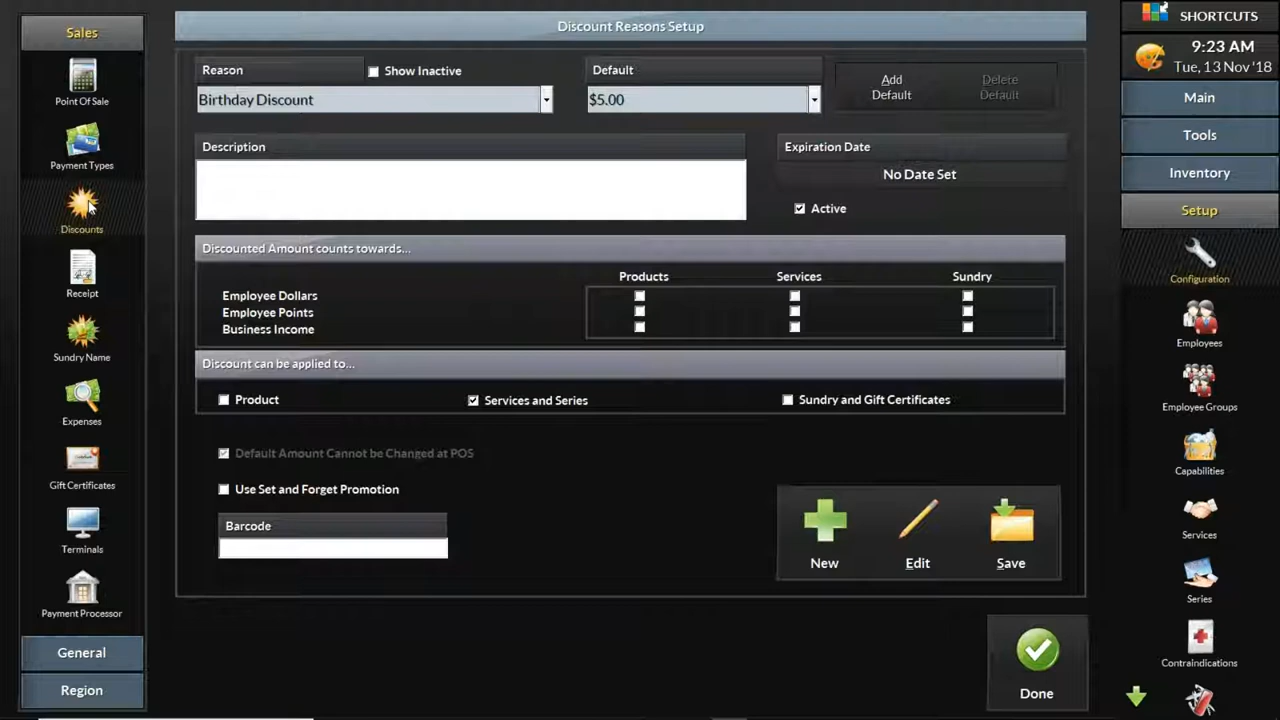 Sales
Point Of Sale
Payment Types
Discounts
Receipt
Sundry Name
Expenses
Gift Certificates
Terminals
Payment Processor
General
Region
Discount Reasons Setup
Reason
Show Inactive
Birthday Discount
Default
$5.00
Add
Default
Delete
Default
Description
Expiration Date
No Date Set
Active
Discounted Amount counts towards...
Products Services Sundry
Employee Dollars
Employee Points
Business Income
Discount can be applied to...
Product Services and Series Sundry and Gift Certificates
Default Amount Cannot be Changed at POS
Use Set and Forget Promotion
Barcode
New Edit Save
Done
SHORTCUTS
9:23 AM
Tue, 13 Nov '18
Main
Tools
Inventory
Setup
Configuration
Employees
Employee Groups
Capabilities
Services
Series
Contraindications